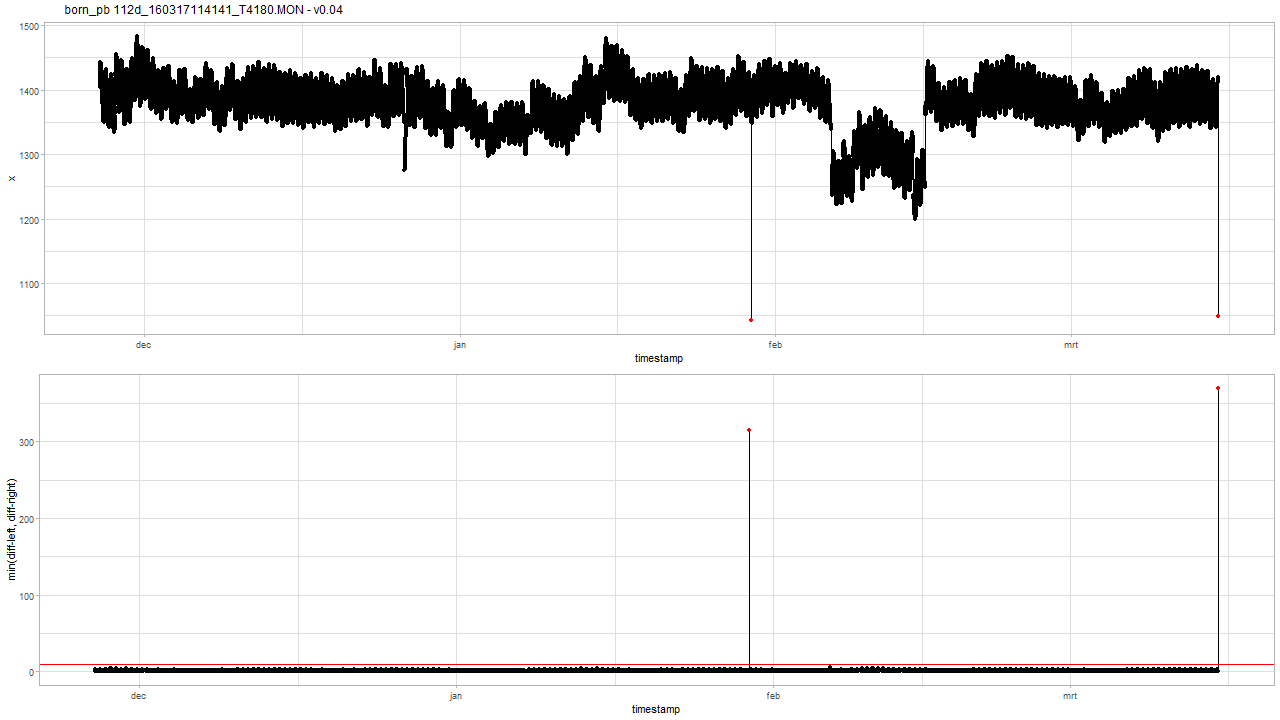 born_pb 112d_160317114141_T4180.MON - v0.04
1500
1400
1300
1200
1100
x
dec
jan
feb
mrt
timestamp
300
200
100
0
min(diff-left, diff-right)
dec
jan
feb
mrt
timestamp